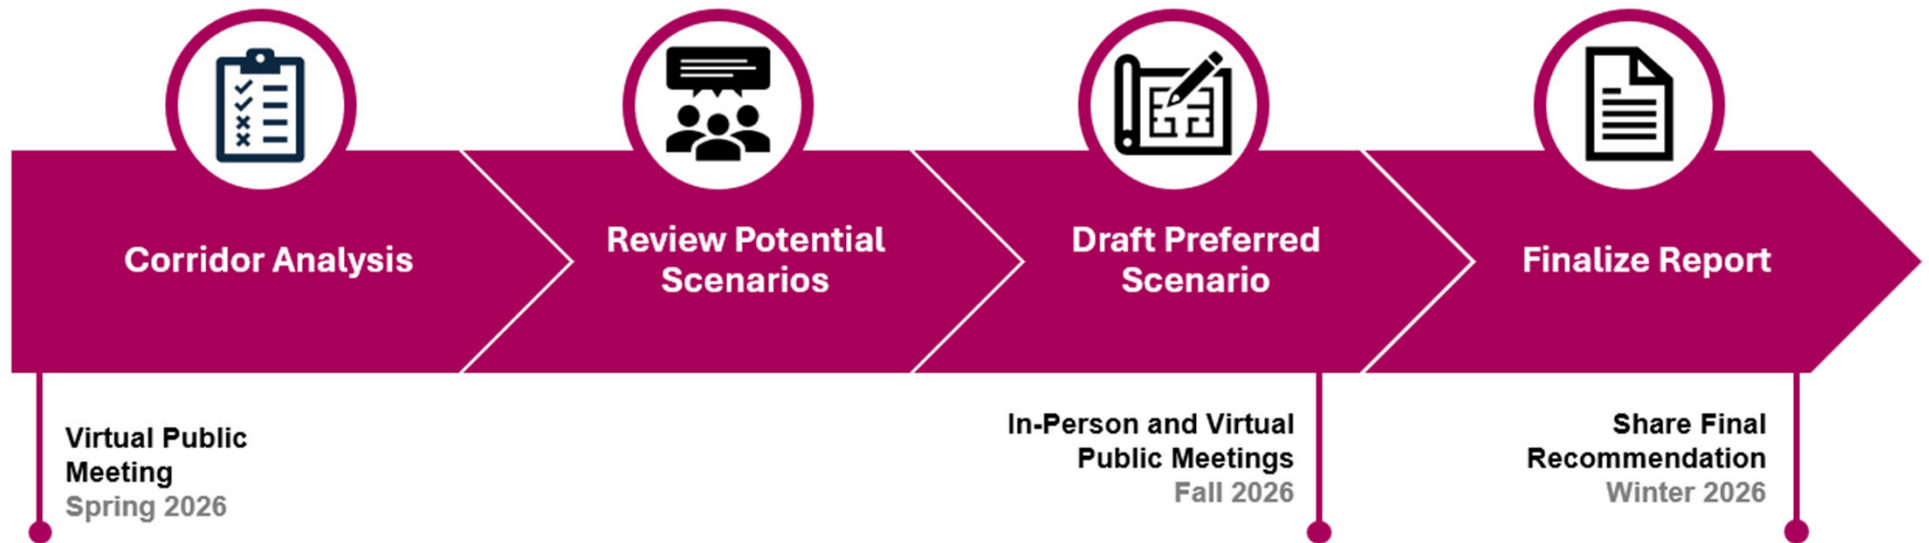 Corridor Analysis
Review Potential
Scenarios
Draft Preferred
Scenario
Finalize Report
Virtual Public
Meeting
Spring 2026
In-Person and Virtual
Public Meetings
Fall 2026
Share Final
Recommendation
Winter 2026